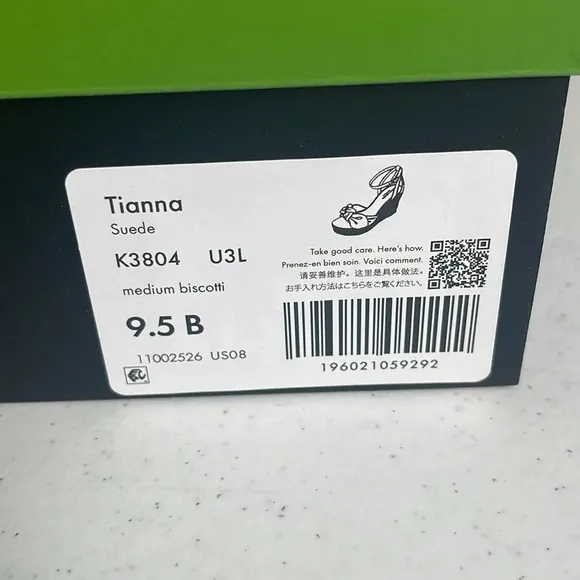 Tianna
Suede
K3804 U3L
medium biscotti
9.5 B
11002526 US08
Take good care. Here's how.
Prenez-en bien soin. Voici comment.
请妥善维护。这里是具体做法。
お手入れ方法はこちらをご覧ください。
196021059292